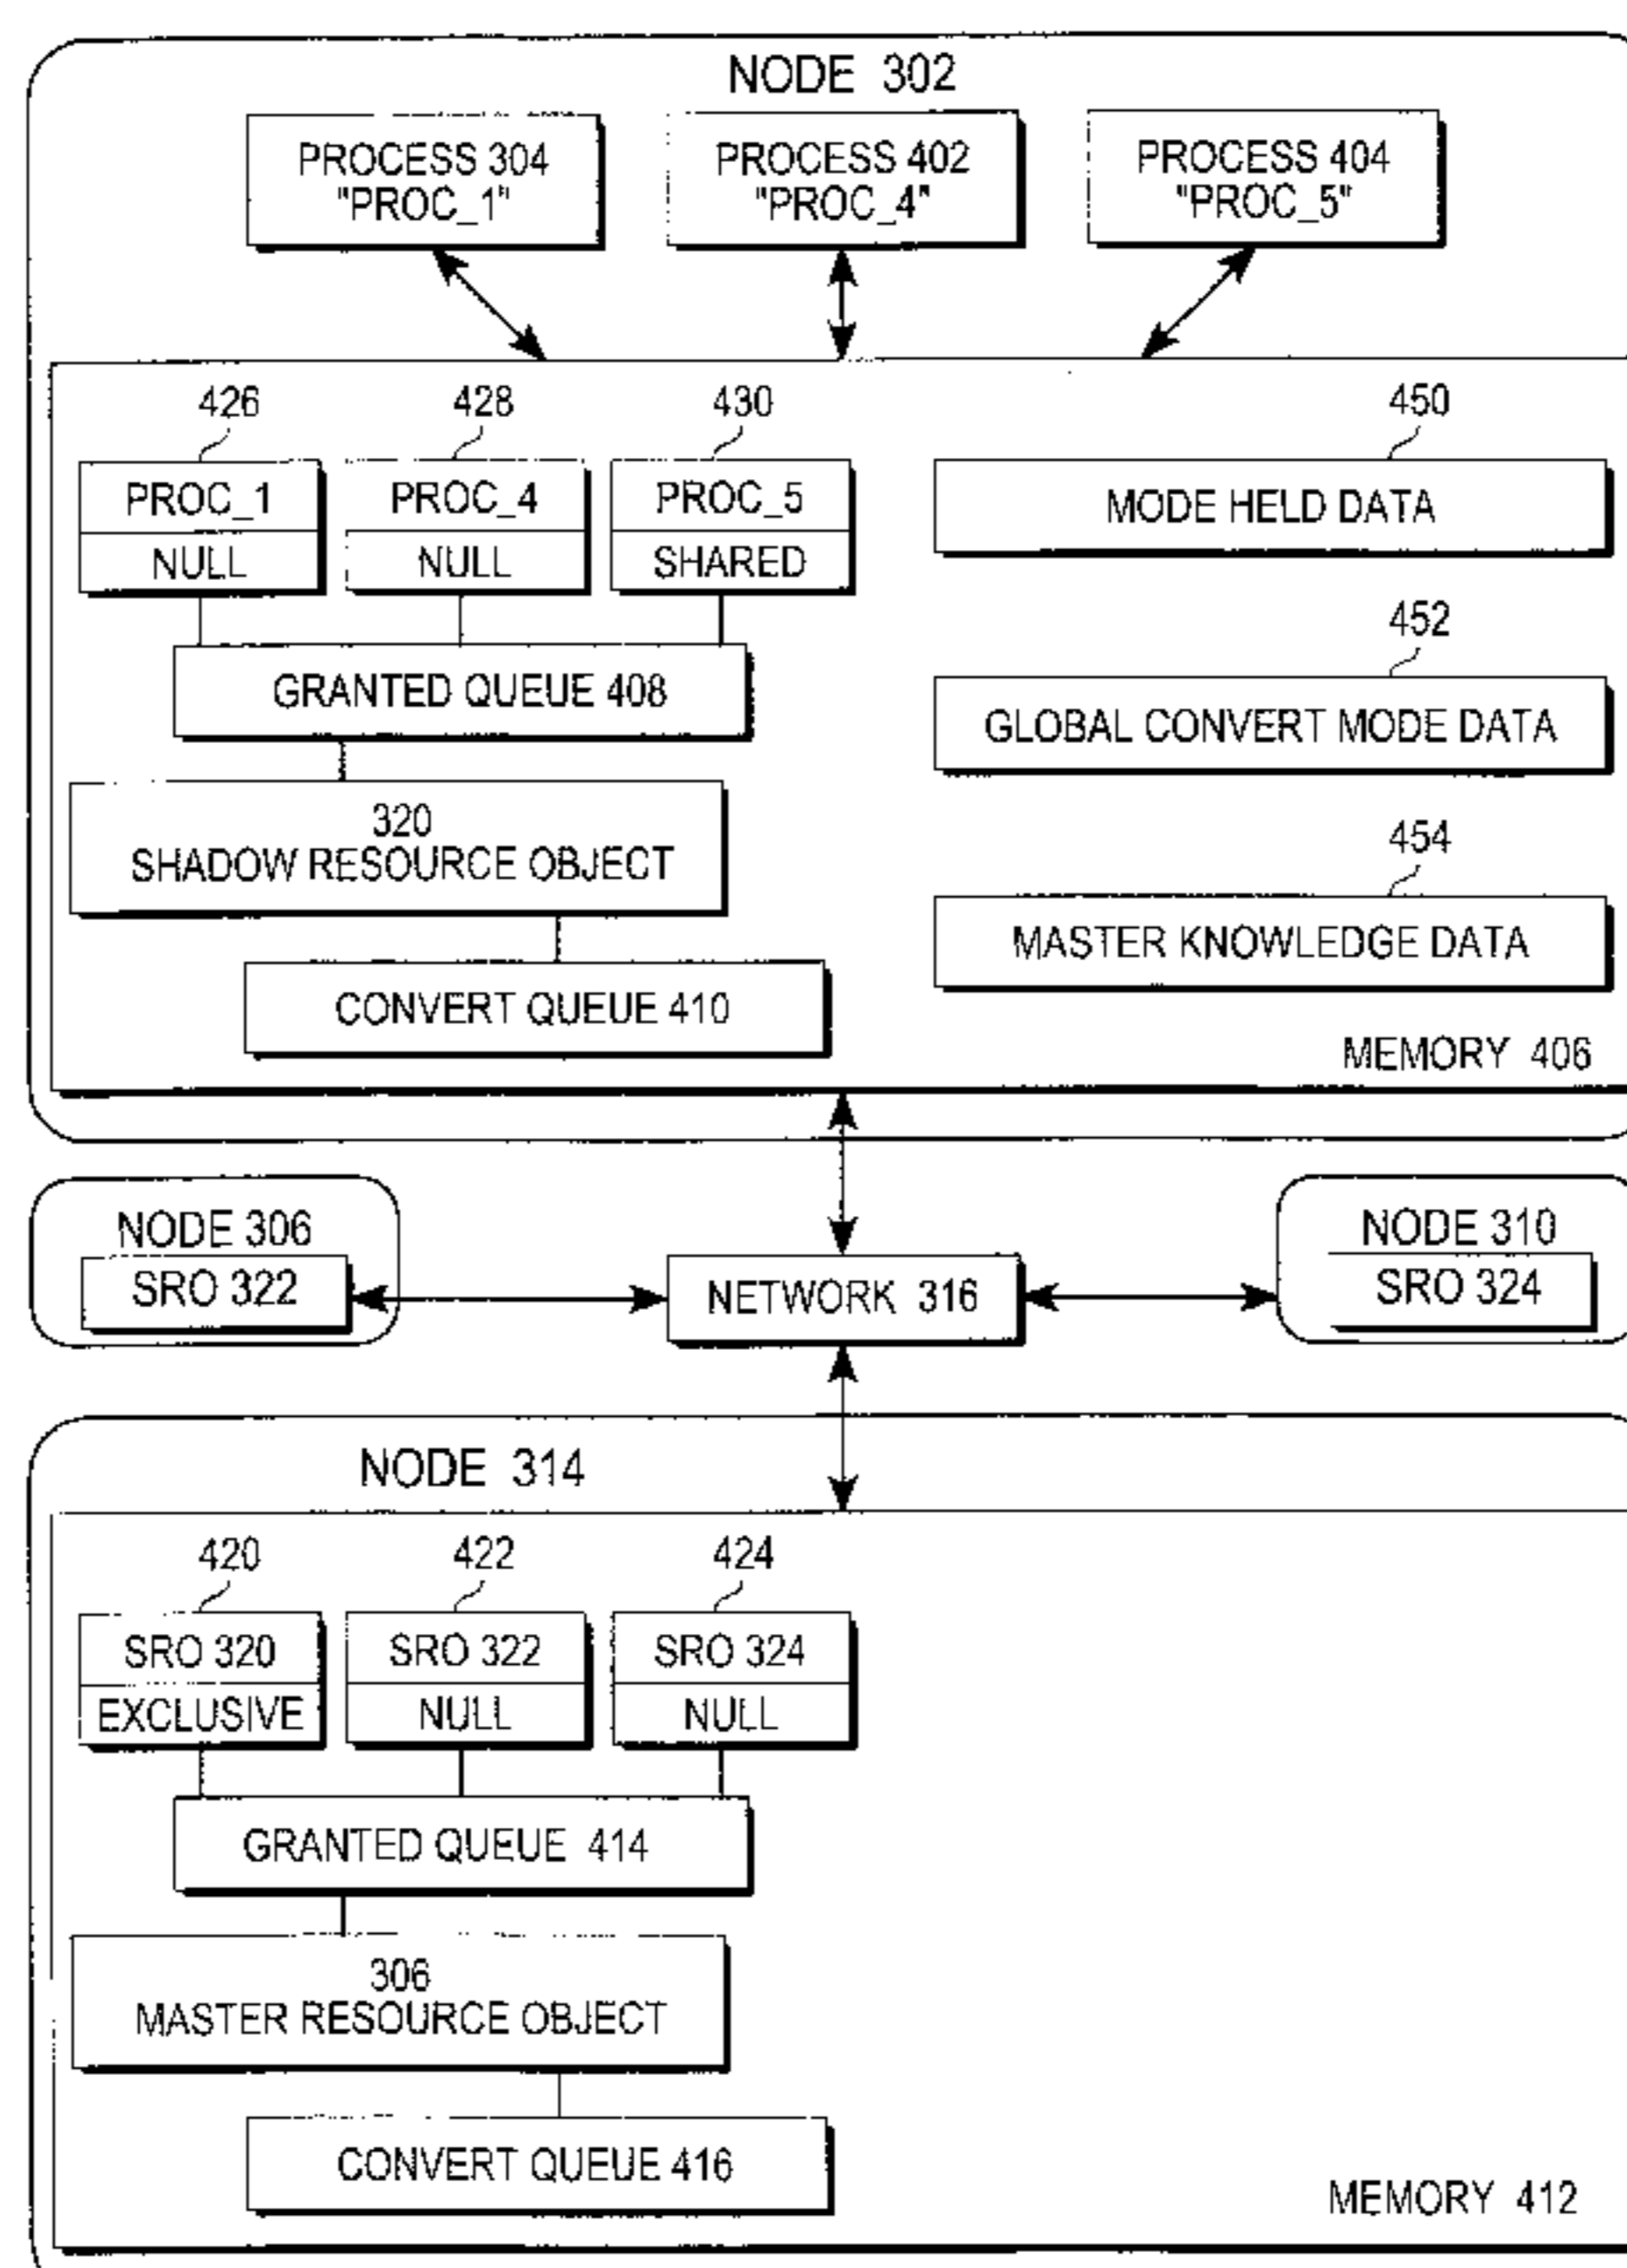 NODE 302
PROCESS 304
"PROC_1"
PROCESS 402
"PROC_4"
PROCESS 404
"PROC_5"
426
428
430
450
PROC_1
NULL
PROC_4
NULL
PROC_5
SHARED
MODE HELD DATA
452
GRANTED QUEUE 408
GLOBAL CONVERT MODE DATA
320
SHADOW RESOURCE OBJECT
454
MASTER KNOWLEDGE DATA
CONVERT QUEUE 410
MEMORY 406
NODE 306
SRO 322
NETWORK 316
NODE 310
SRO 324
NODE 314
420
422
424
SRO 320
EXCLUSIVE
SRO 322
NULL
SRO 324
NULL
GRANTED QUEUE 414
306
MASTER RESOURCE OBJECT
CONVERT QUEUE 416
MEMORY 412